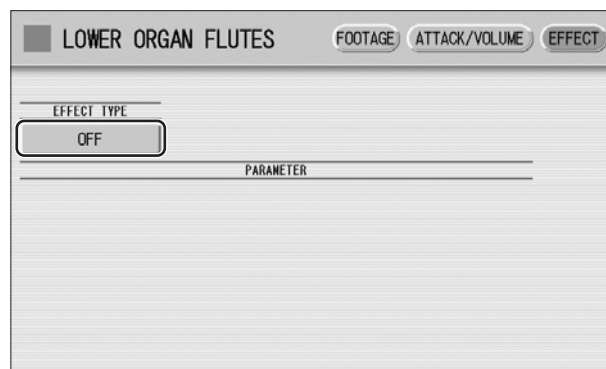 LOWER ORGAN FLUTES FOOTAGE ATTACK/VOLUME EFFECT
EFFECT TYPE
OFF
PARAMETER